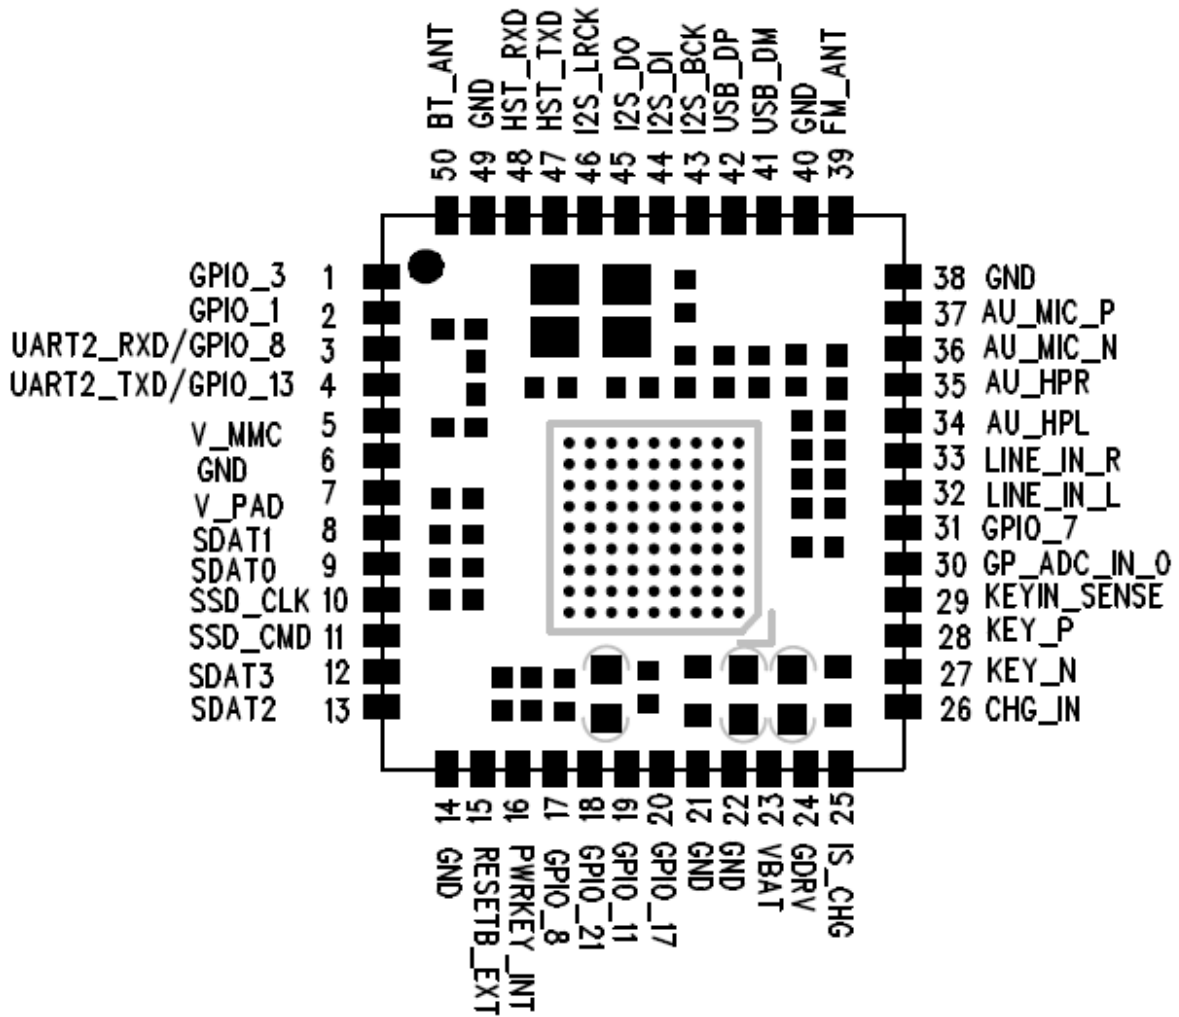 BT_ANT
GND
HST_RXD
HST_TXD
I2S_LRCK
I2S_DO
I2S_DI
I2S_BCK
USB_DP
USB_DM
GND
FM_ANT
50 49 48 47 46 45 44 43 42 41 40 39
GPIO_3 1
GPIO_1 2
UART2_RXD/GPIO_8 3
UART2_TXD/GPIO_13 4
V_MMC 5
GND 6
V_PAD 7
SDAT1 8
SDAT0 9
SSD_CLK 10
SSD_CMD 11
SDAT3 12
SDAT2 13
38 GND
37 AU_MIC_P
36 AU_MIC_N
35 AU_HPR
34 AU_HPL
33 LINE_IN_R
32 LINE_IN_L
31 GPIO_7
30 GP_ADC_IN_0
29 KEYIN_SENSE
28 KEY_P
27 KEY_N
26 CHG_IN
14 15 16 17 18 19 20 21 22 23 24 25
GND
RESETB_EXT
PWRKEY_INT
GPIO_8
GPIO_21
GPIO_11
GPIO_17
GND
GND
VBAT
GDRV
IS_CHG